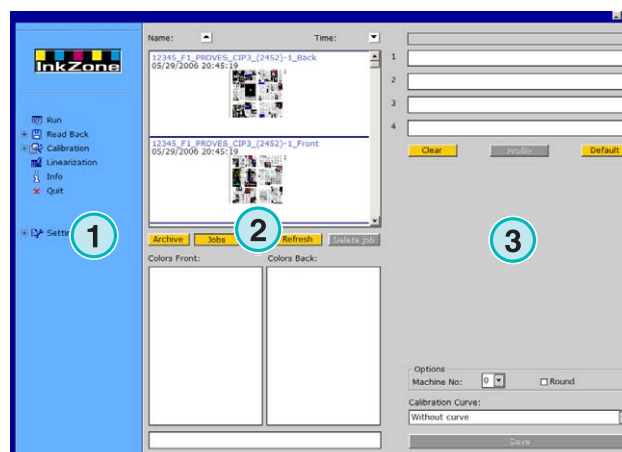 InkZone
Run
Read Back
Calibration
Linearization
Info
Quit
1
Name:
Time:
12345_F1_PROVES_CIP3_(2452)-1_Back
05/29/2006 20:45:19
12345_F1_PROVES_CIP3_(2452)-1_Front
05/29/2006 20:45:19
Archive
Jobs
2
Refresh
Delete job
Colors Front:
Colors Back:
1
2
3
4
Clear
Profile
Default
3
Options
Machine No:
0
Round
Calibration Curve:
Without curve
Save